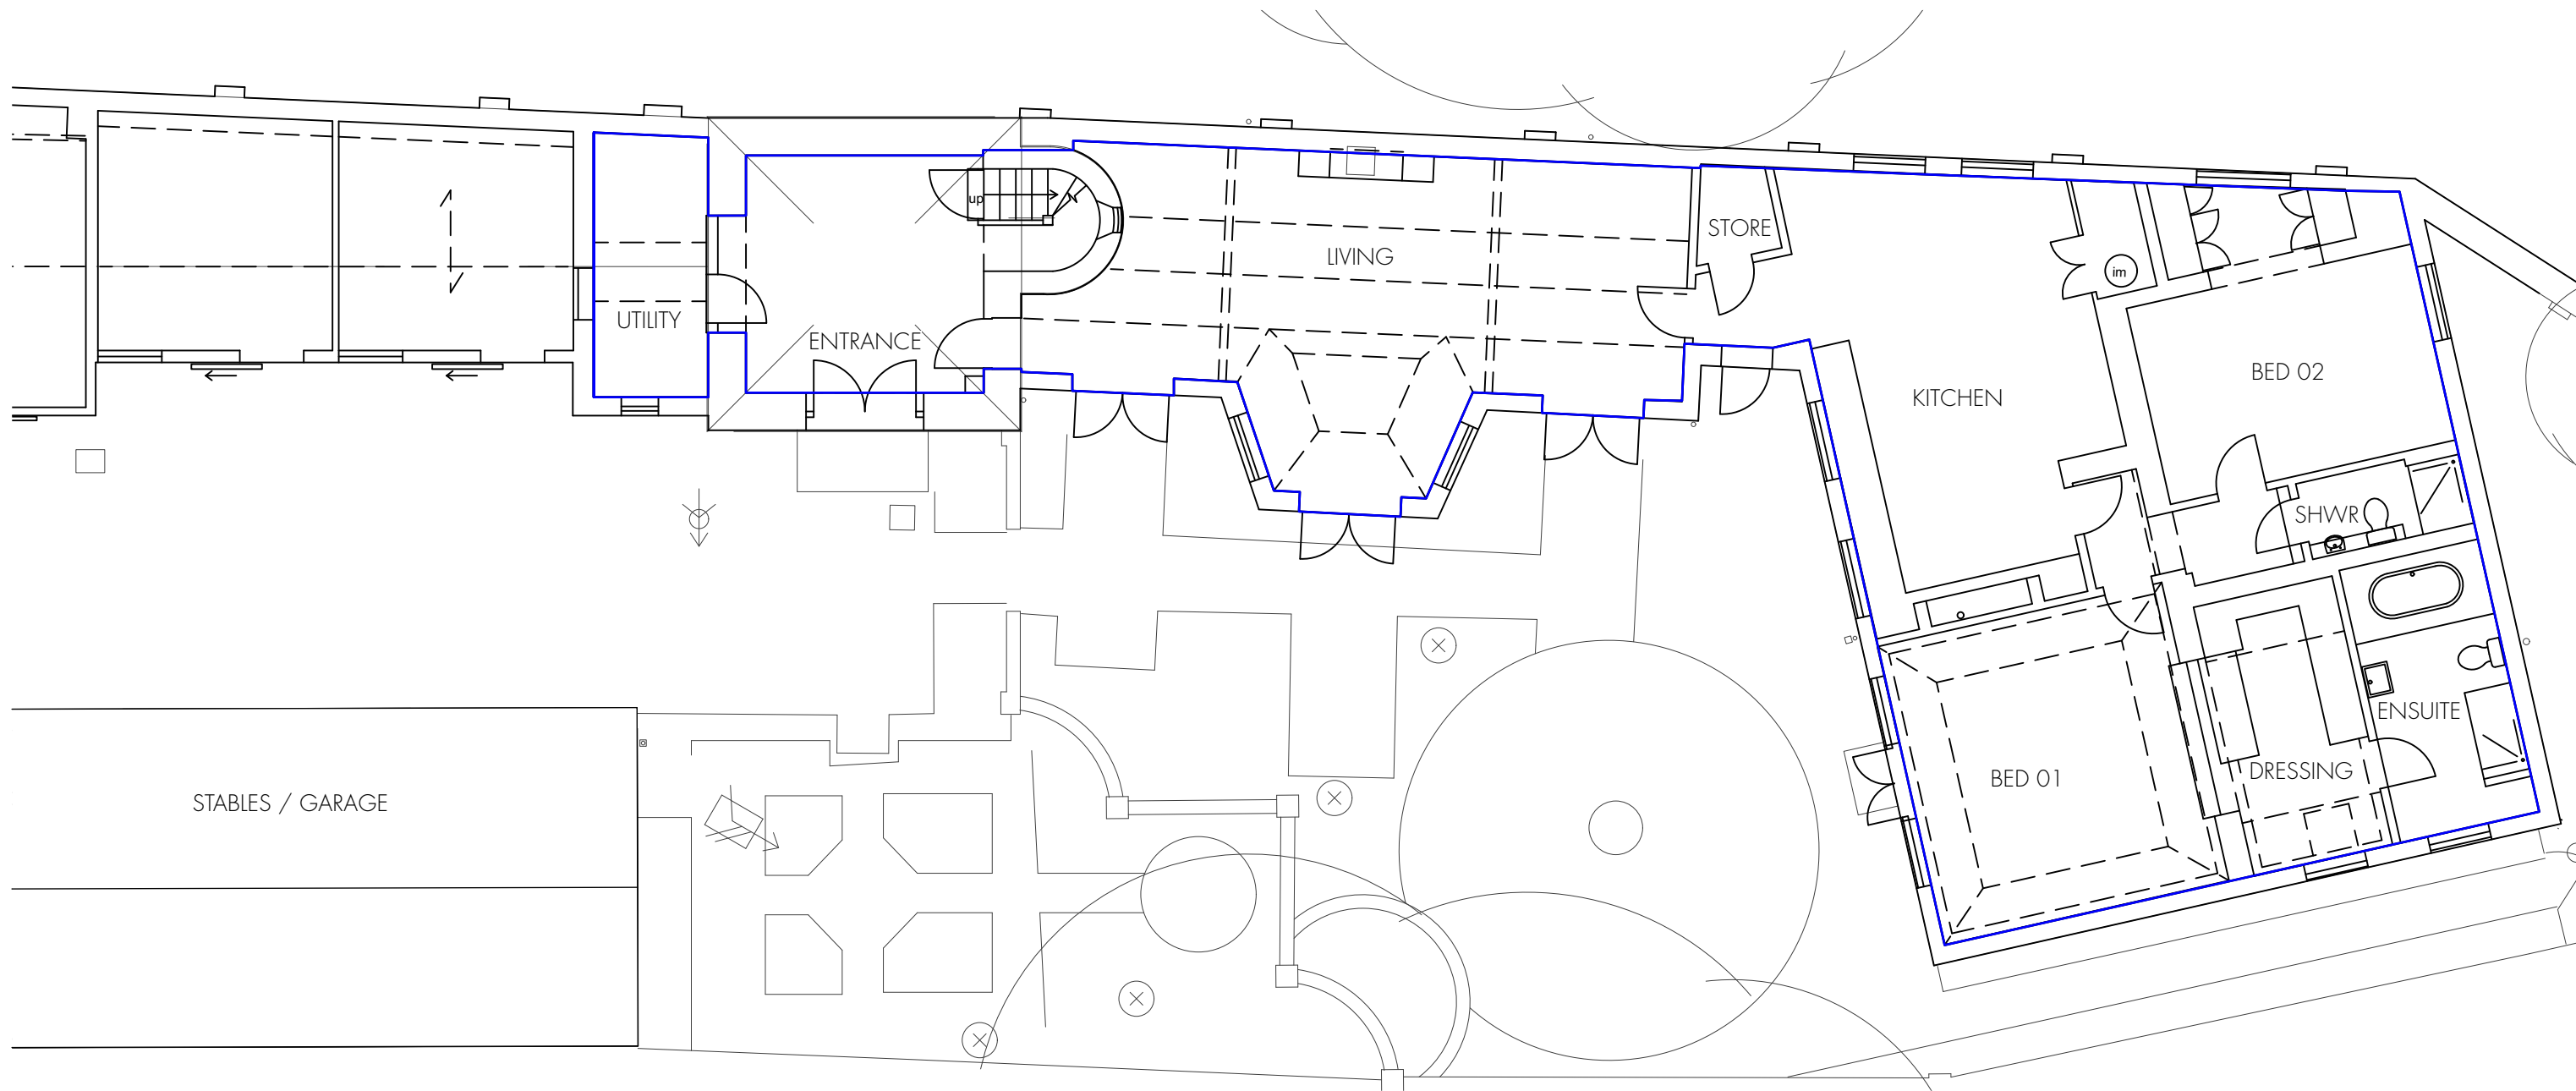 STORE
LIVING
up
im
UTILITY
ENTRANCE
BED 02
KITCHEN
SHWR
ENSUITE
DRESSING
BED 01
STABLES / GARAGE